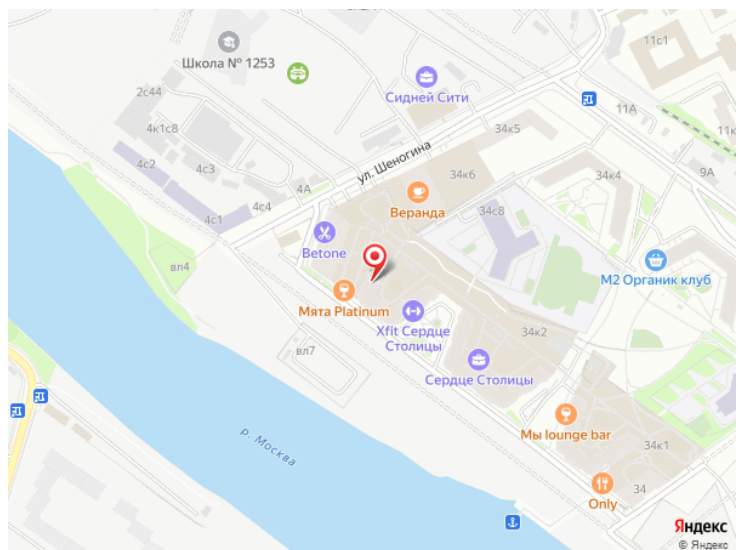 11с1
Школа № 1253
2с44
Сидней Сити
11А
4к1с8
34к5
11к
ул. Шеногина
4с2
4с3
34к6
34к4
9А
4А
4с4
Веранда
34с8
4с1
Betone
вл4
М2 Органик клуб
Мята Platinum
Xfit Сердце
Столицы
34к2
вл7
Сердце Столицы
р. Москва
Мы lounge bar
34к1
34
Only
Яндекс
© Яндекс